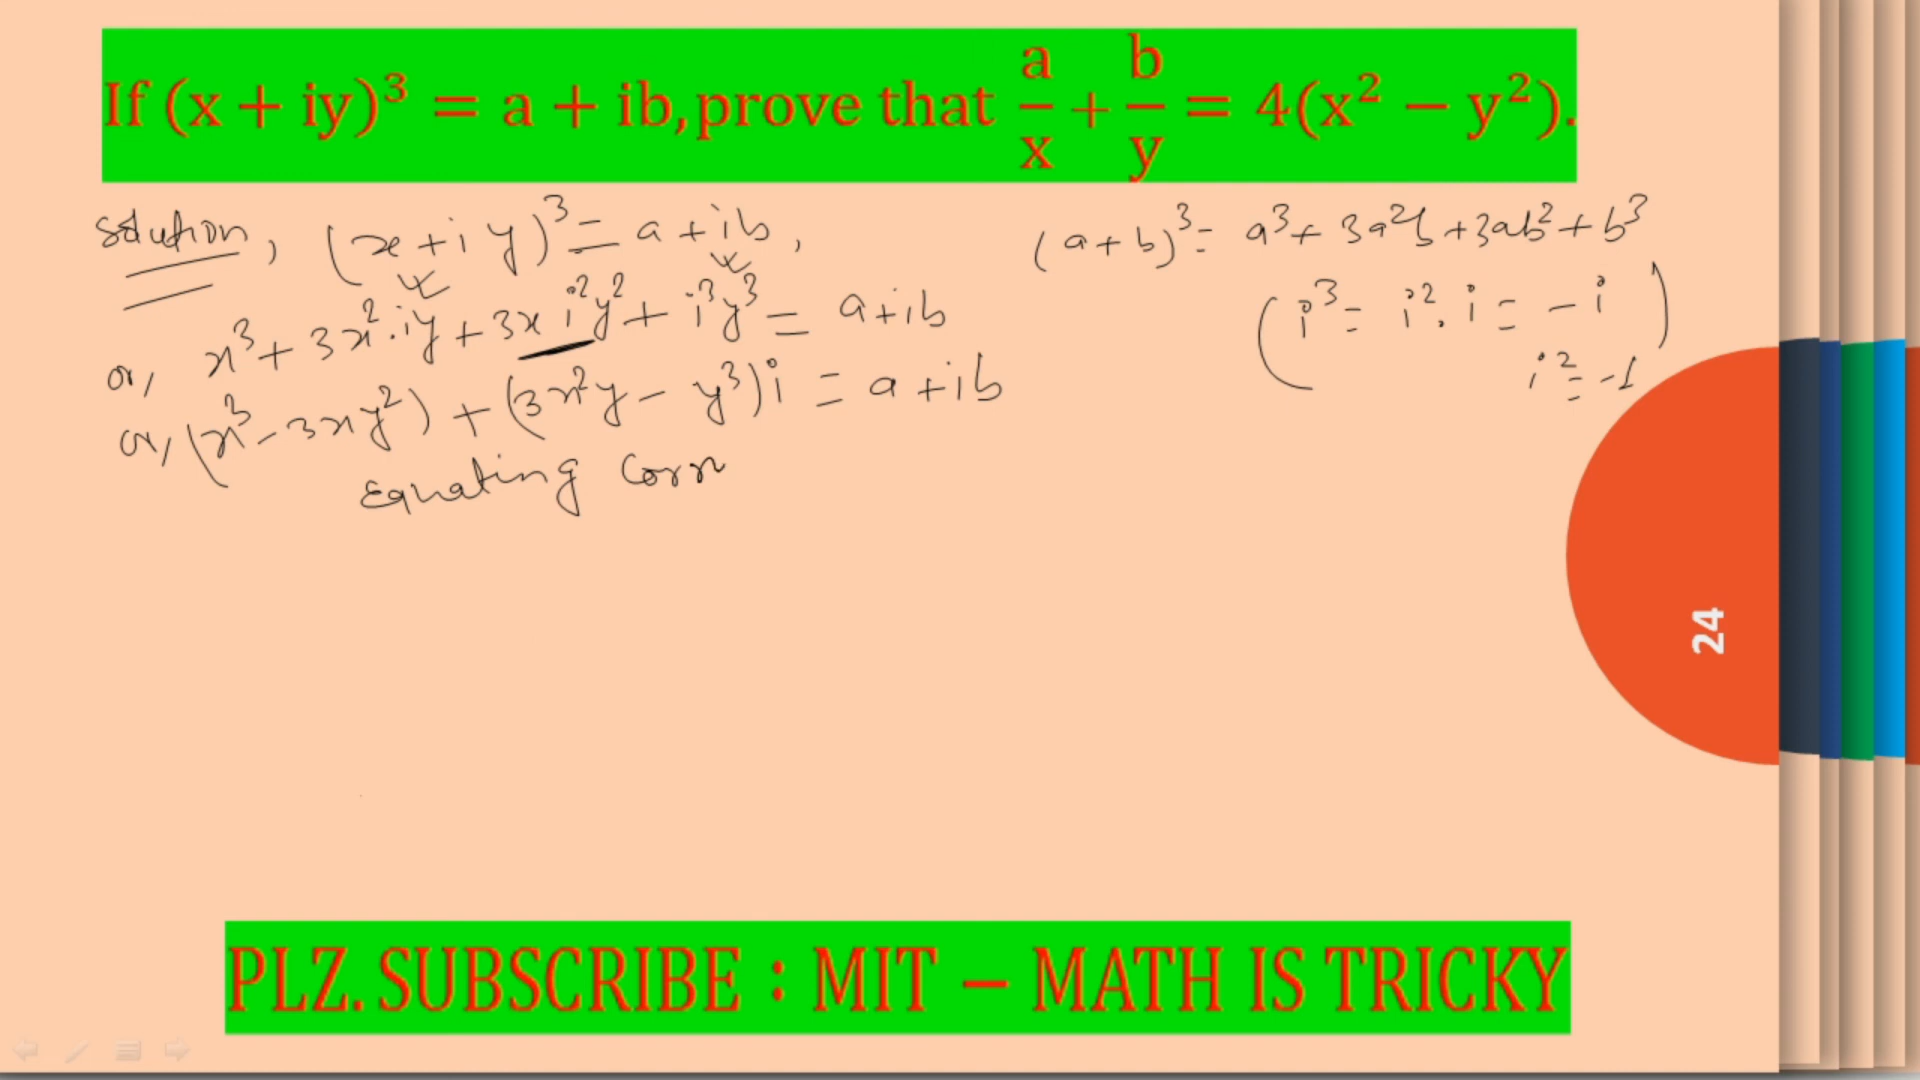 If (x + iy)³ = a + ib, prove that a/x + b/y = 4(x² − y²).
Solution, (x + iy)³ = a + ib,
(a + b)³ = a³ + 3a²b + 3ab² + b³
or, x³ + 3x².iy + 3x i²y² + i³y³ = a + ib
(i³ = i².i = −i)
i² = −1
or, (x³ − 3xy²) + (3x²y − y³)i = a + ib
Equating Corr
24
PLZ. SUBSCRIBE : MIT – MATH IS TRICKY